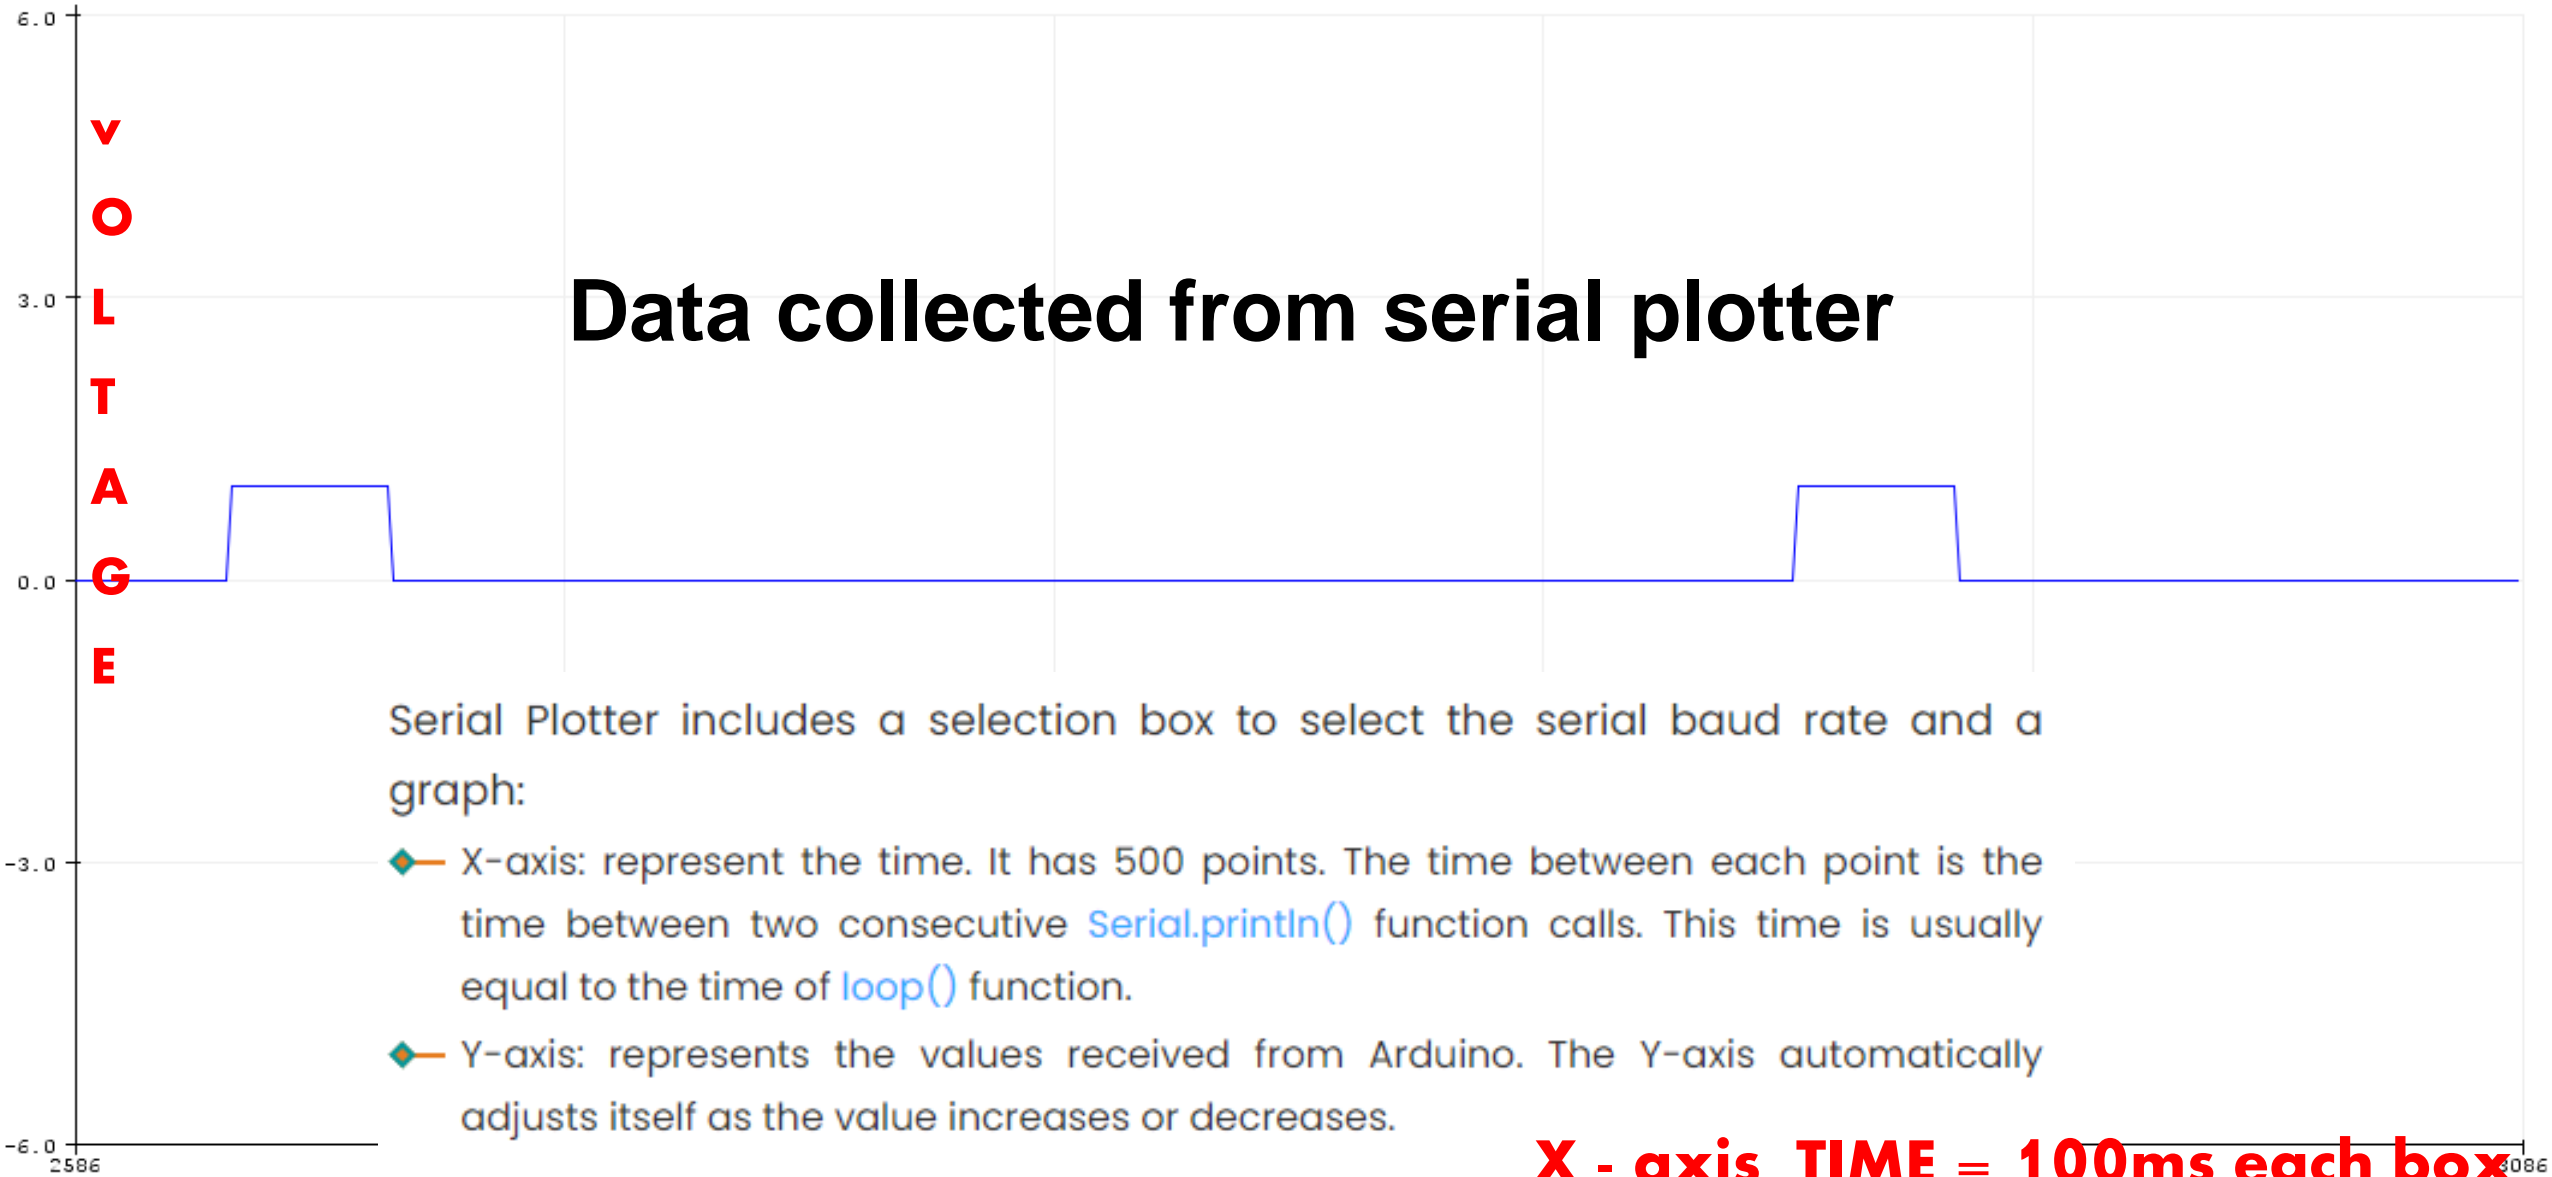 6.0
V
O
L
T
A
G
E
3.0
Data collected from serial plotter
0.0
Serial Plotter includes a selection box to select the serial baud rate and a
graph:
X-axis: represent the time. It has 500 points. The time between each point is the
time between two consecutive Serial.println() function calls. This time is usually
equal to the time of loop() function.
Y-axis: represents the values received from Arduino. The Y-axis automatically
adjusts itself as the value increases or decreases.
-3.0
-6.0
2586
X - axis TIME = 100ms each box
3086